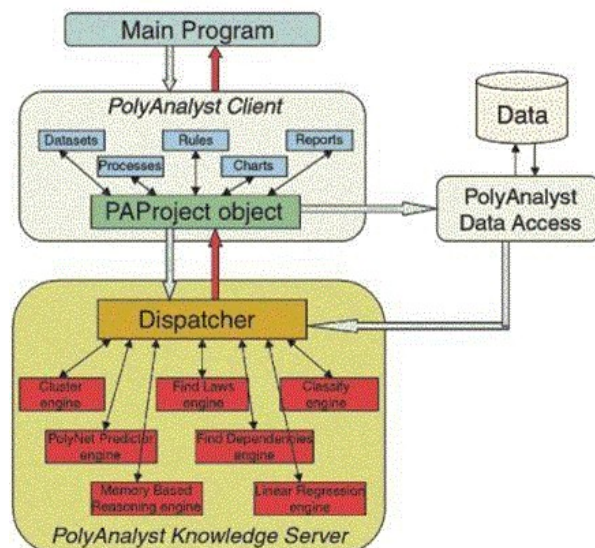 Main Program
PolyAnalyst Client
Datasets
Rules
Reports
Processes
Charts
PAProject object
Data
PolyAnalyst
Data Access
Dispatcher
Cluster
engine
Find Laws
engine
Classify
engine
PolyNet Predictor
engine
Find Dependencies
engine
Memory Based
Reasoning engine
Linear Regression
engine
PolyAnalyst Knowledge Server